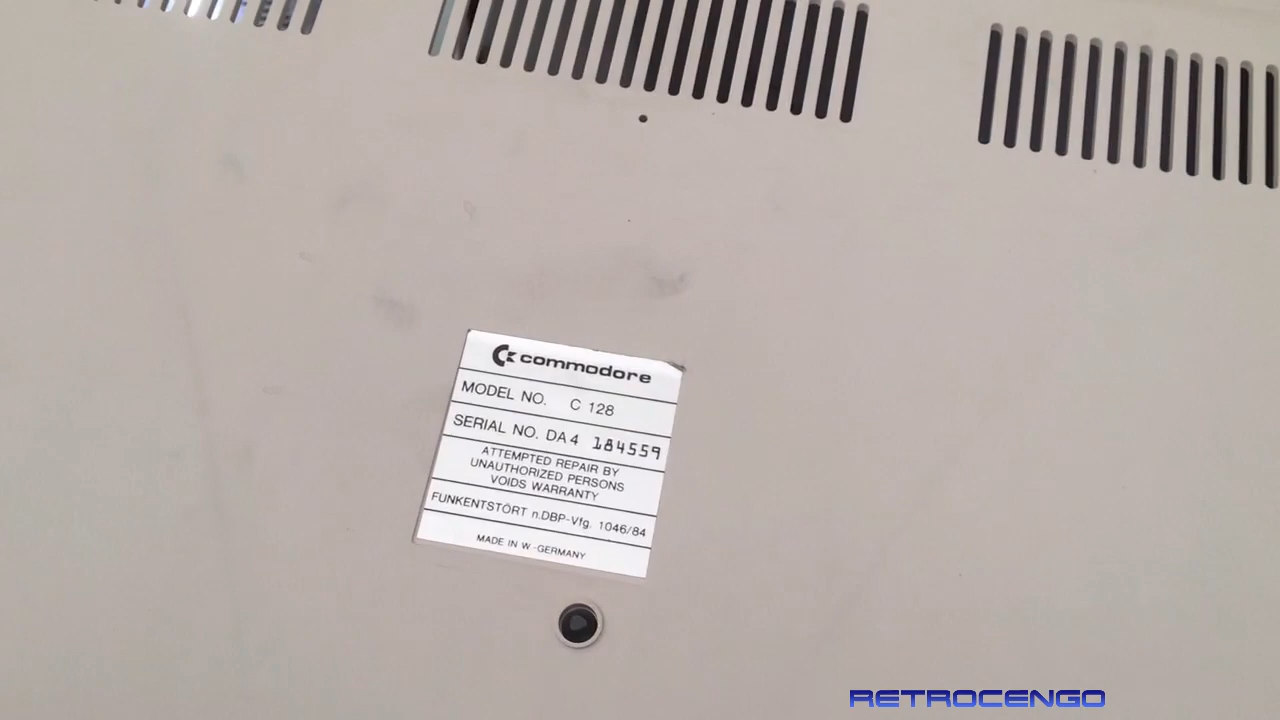 commodore
MODEL NO. C 128
SERIAL NO. DA4 184559
ATTEMPTED REPAIR BY
UNAUTHORIZED PERSONS
VOIDS WARRANTY
FUNKENTSTÖRT n.DBP-Vfg. 1046/84
MADE IN W-GERMANY
RETROCENGO